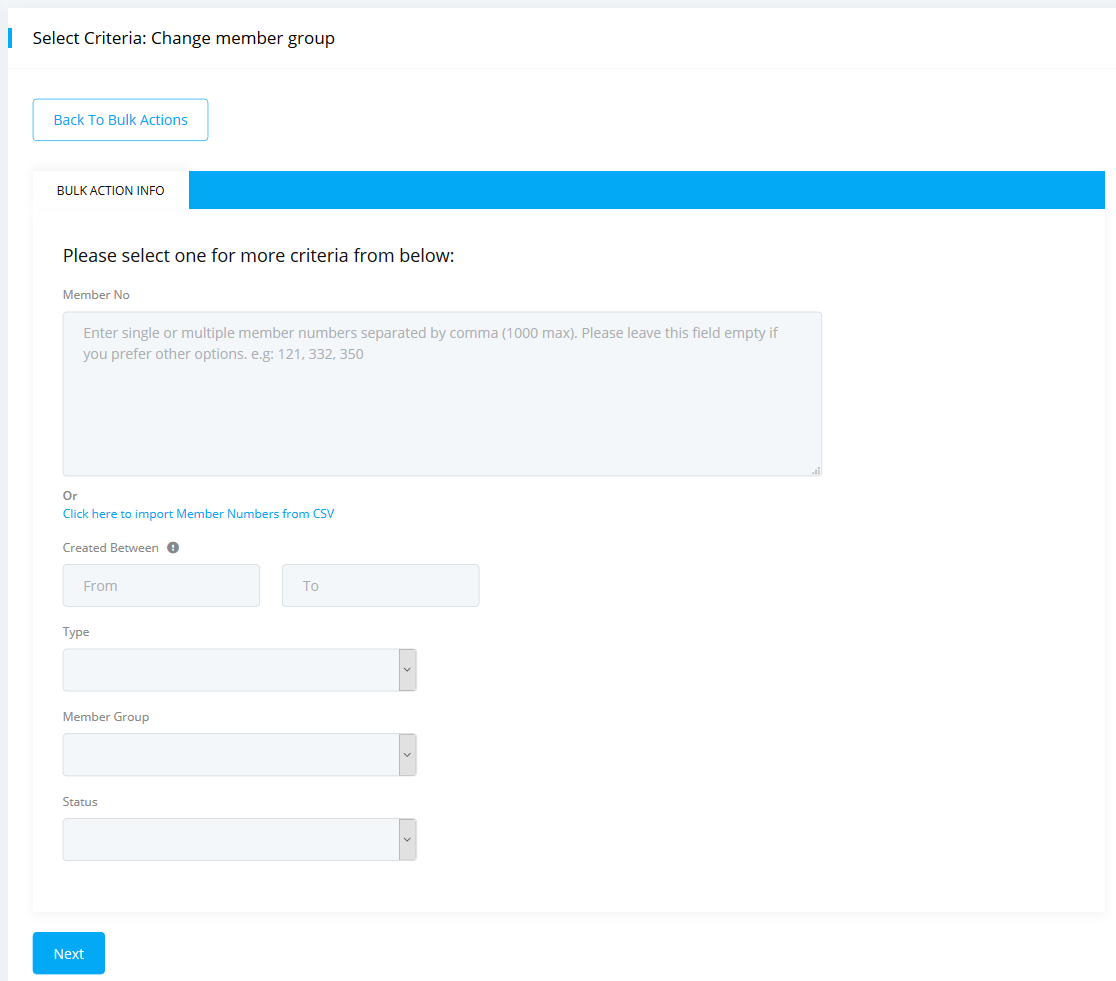 Select Criteria: Change member group
Back To Bulk Actions
BULK ACTION INFO
Please select one for more criteria from below:
Member No
Enter single or multiple member numbers separated by comma (1000 max). Please leave this field empty if
you prefer other options. e.g: 121, 332, 350
Or
Click here to import Member Numbers from CSV
Created Between
From
To
Type
Member Group
Status
Next